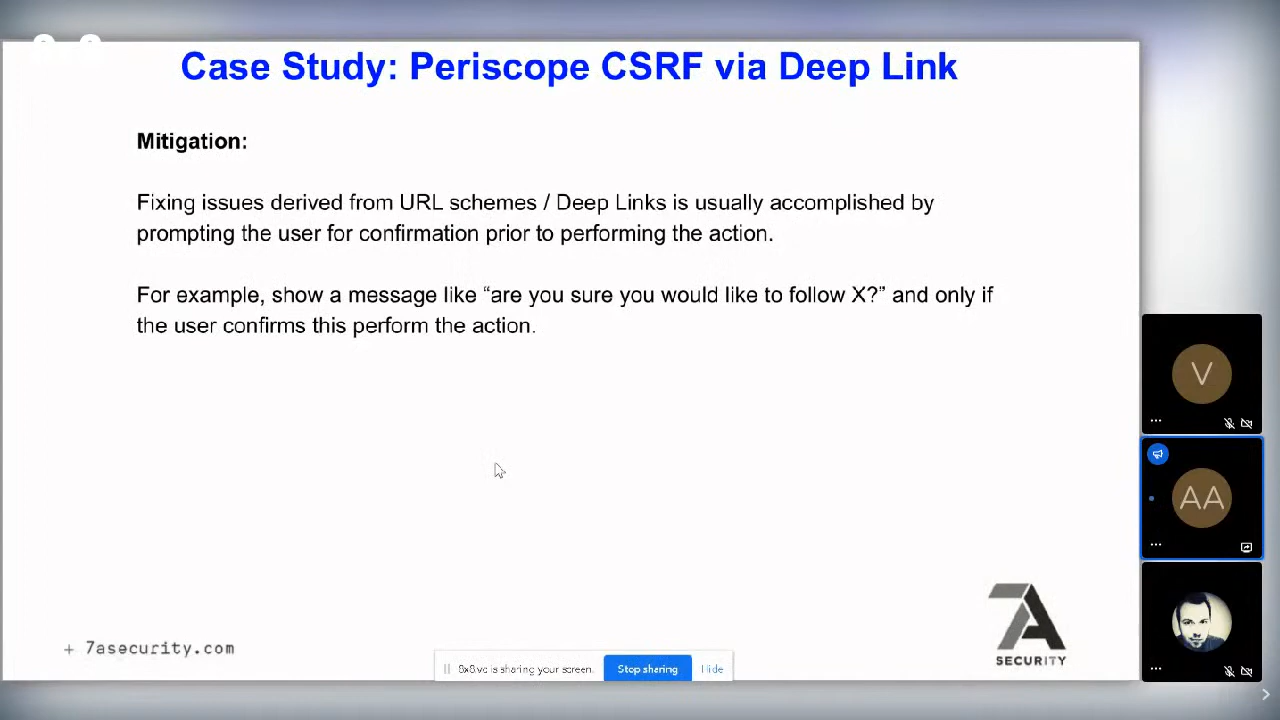 Case Study: Periscope CSRF via Deep Link
Mitigation:
Fixing issues derived from URL schemes / Deep Links is usually accomplished by
prompting the user for confirmation prior to performing the action.
For example, show a message like “are you sure you would like to follow X?” and only if
the user confirms this perform the action.
V
AA
+ 7asecurity.com
7A
SECURITY
8x8.vc is sharing your screen.
Stop sharing
Hide